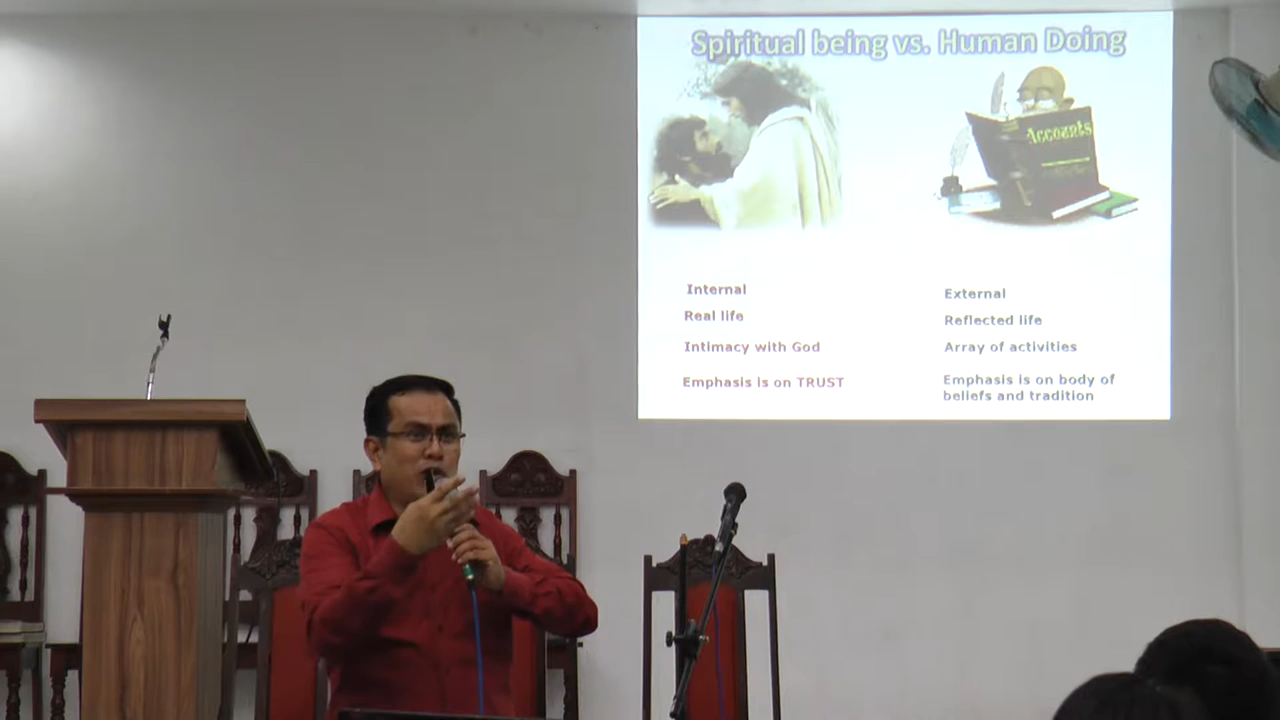 Spiritual being vs. Human Doing
Accounts
Internal
Real life
Intimacy with God
Emphasis is on TRUST
External
Reflected life
Array of activities
Emphasis is on body of
beliefs and tradition